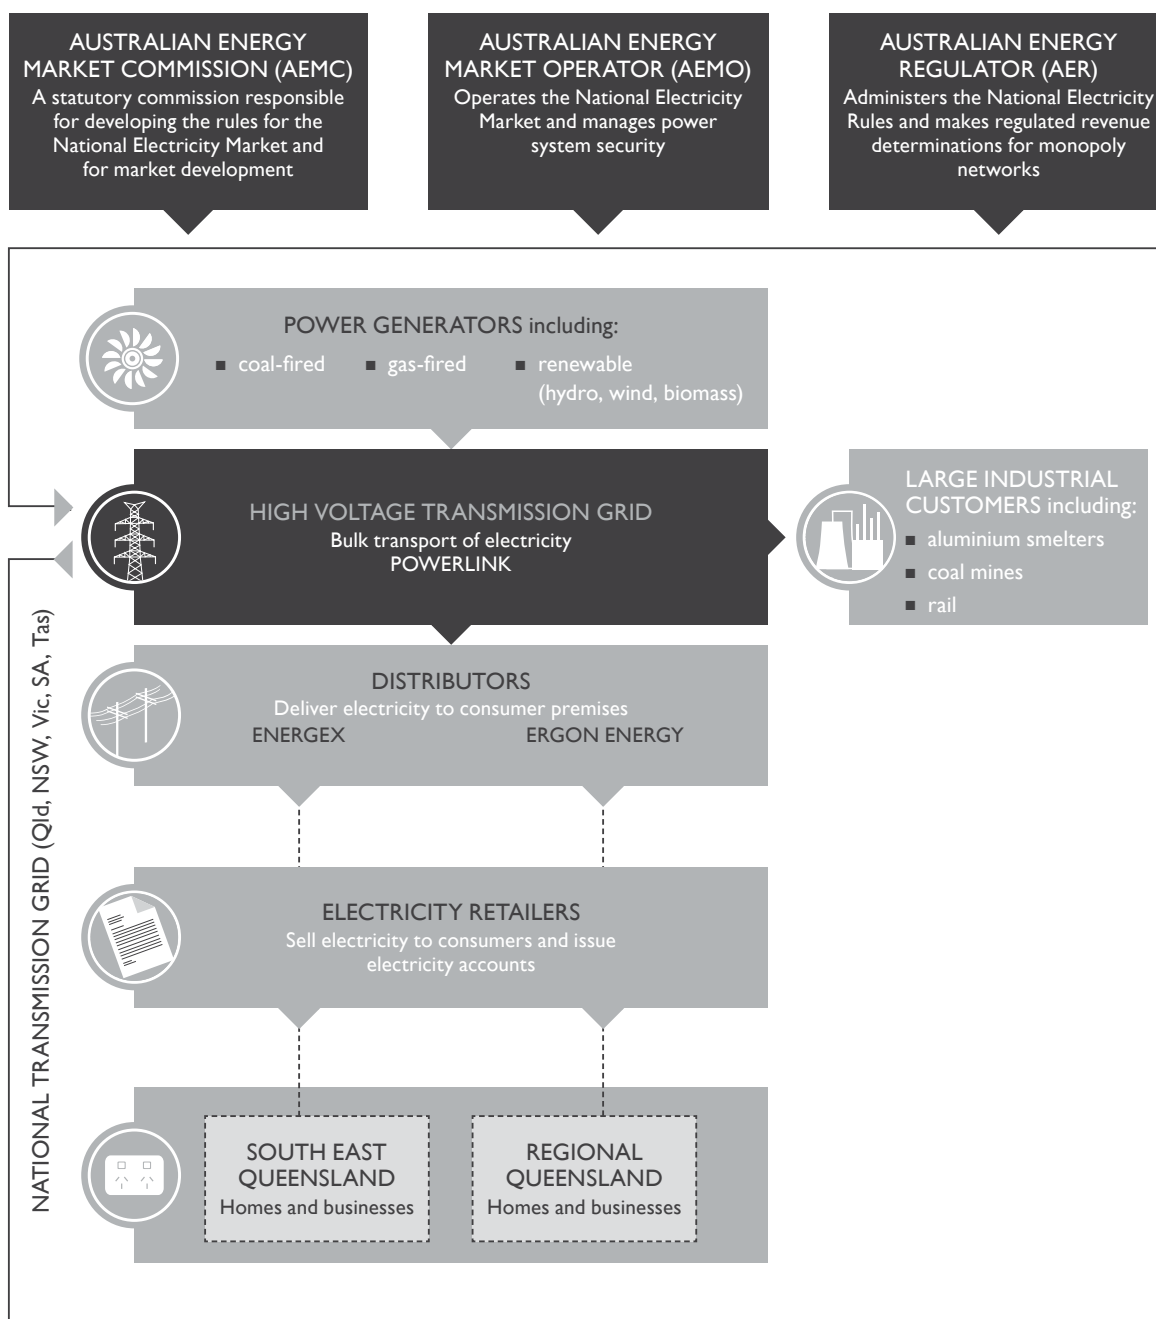 AUSTRALIAN ENERGY
MARKET COMMISSION (AEMC)
A statutory commission responsible
for developing the rules for the
National Electricity Market and
for market development
AUSTRALIAN ENERGY
MARKET OPERATOR (AEMO)
Operates the National Electricity
Market and manages power
system security
AUSTRALIAN ENERGY
REGULATOR (AER)
Administers the National Electricity
Rules and makes regulated revenue
determinations for monopoly
networks
POWER GENERATORS including:
■ coal-fired ■ gas-fired ■ renewable
(hydro, wind, biomass)
HIGH VOLTAGE TRANSMISSION GRID
Bulk transport of electricity
POWERLINK
LARGE INDUSTRIAL
CUSTOMERS including:
■ aluminium smelters
■ coal mines
■ rail
DISTRIBUTORS
Deliver electricity to consumer premises
ENERGEX ERGON ENERGY
ELECTRICITY RETAILERS
Sell electricity to consumers and issue
electricity accounts
SOUTH EAST
QUEENSLAND
Homes and businesses
REGIONAL
QUEENSLAND
Homes and businesses
NATIONAL TRANSMISSION GRID (Qld, NSW, Vic, SA, Tas)